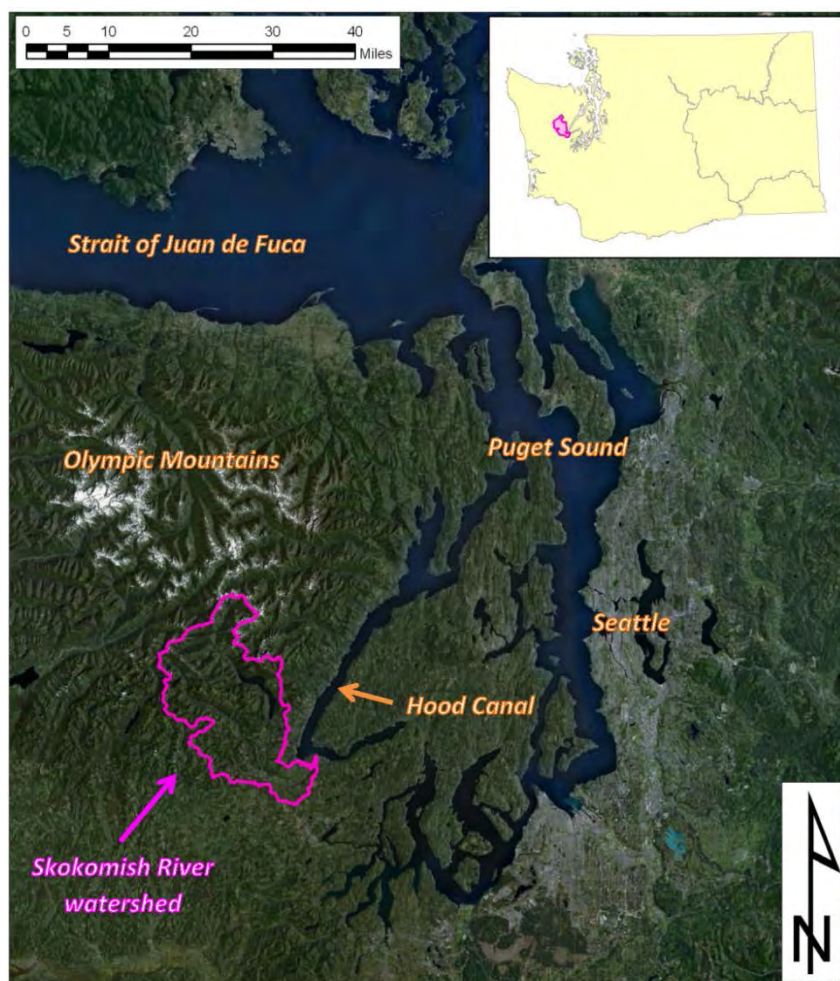 0 5 10 20 30 40
Miles
Strait of Juan de Fuca
Olympic Mountains
Puget Sound
Seattle
Hood Canal
Skokomish River
watershed
N